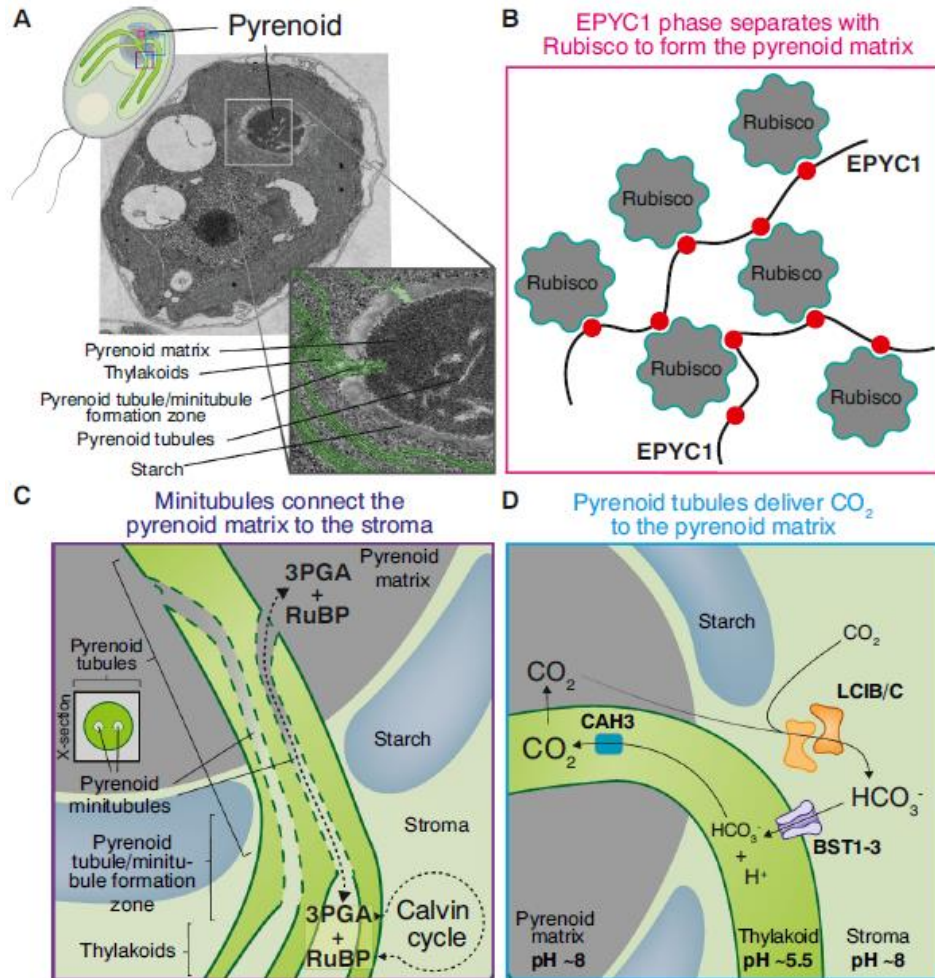 A
Pyrenoid
Pyrenoid matrix
Thylakoids
Pyrenoid tubule/minitubule
formation zone
Pyrenoid tubules
Starch
B
EPYC1 phase separates with
Rubisco to form the pyrenoid matrix
Rubisco
EPYC1
Rubisco
Rubisco
Rubisco
Rubisco
Rubisco
EPYC1
C
Minitubules connect the
pyrenoid matrix to the stroma
Pyrenoid
matrix
3PGA
+
RuBP
Pyrenoid
tubules
X-section
Starch
Pyrenoid
minitubules
Stroma
Pyrenoid
tubule/minitu-
bule formation
zone
3PGA
+
RuBP
Calvin
cycle
Thylakoids
D
Pyrenoid tubules deliver CO₂
to the pyrenoid matrix
Starch
CO₂
CO₂
LCIB/C
CAH3
CO₂
HCO₃⁻
HCO₃⁻
+
H⁺
BST1-3
Pyrenoid
matrix
pH ~8
Thylakoid
pH ~5.5
Stroma
pH ~8